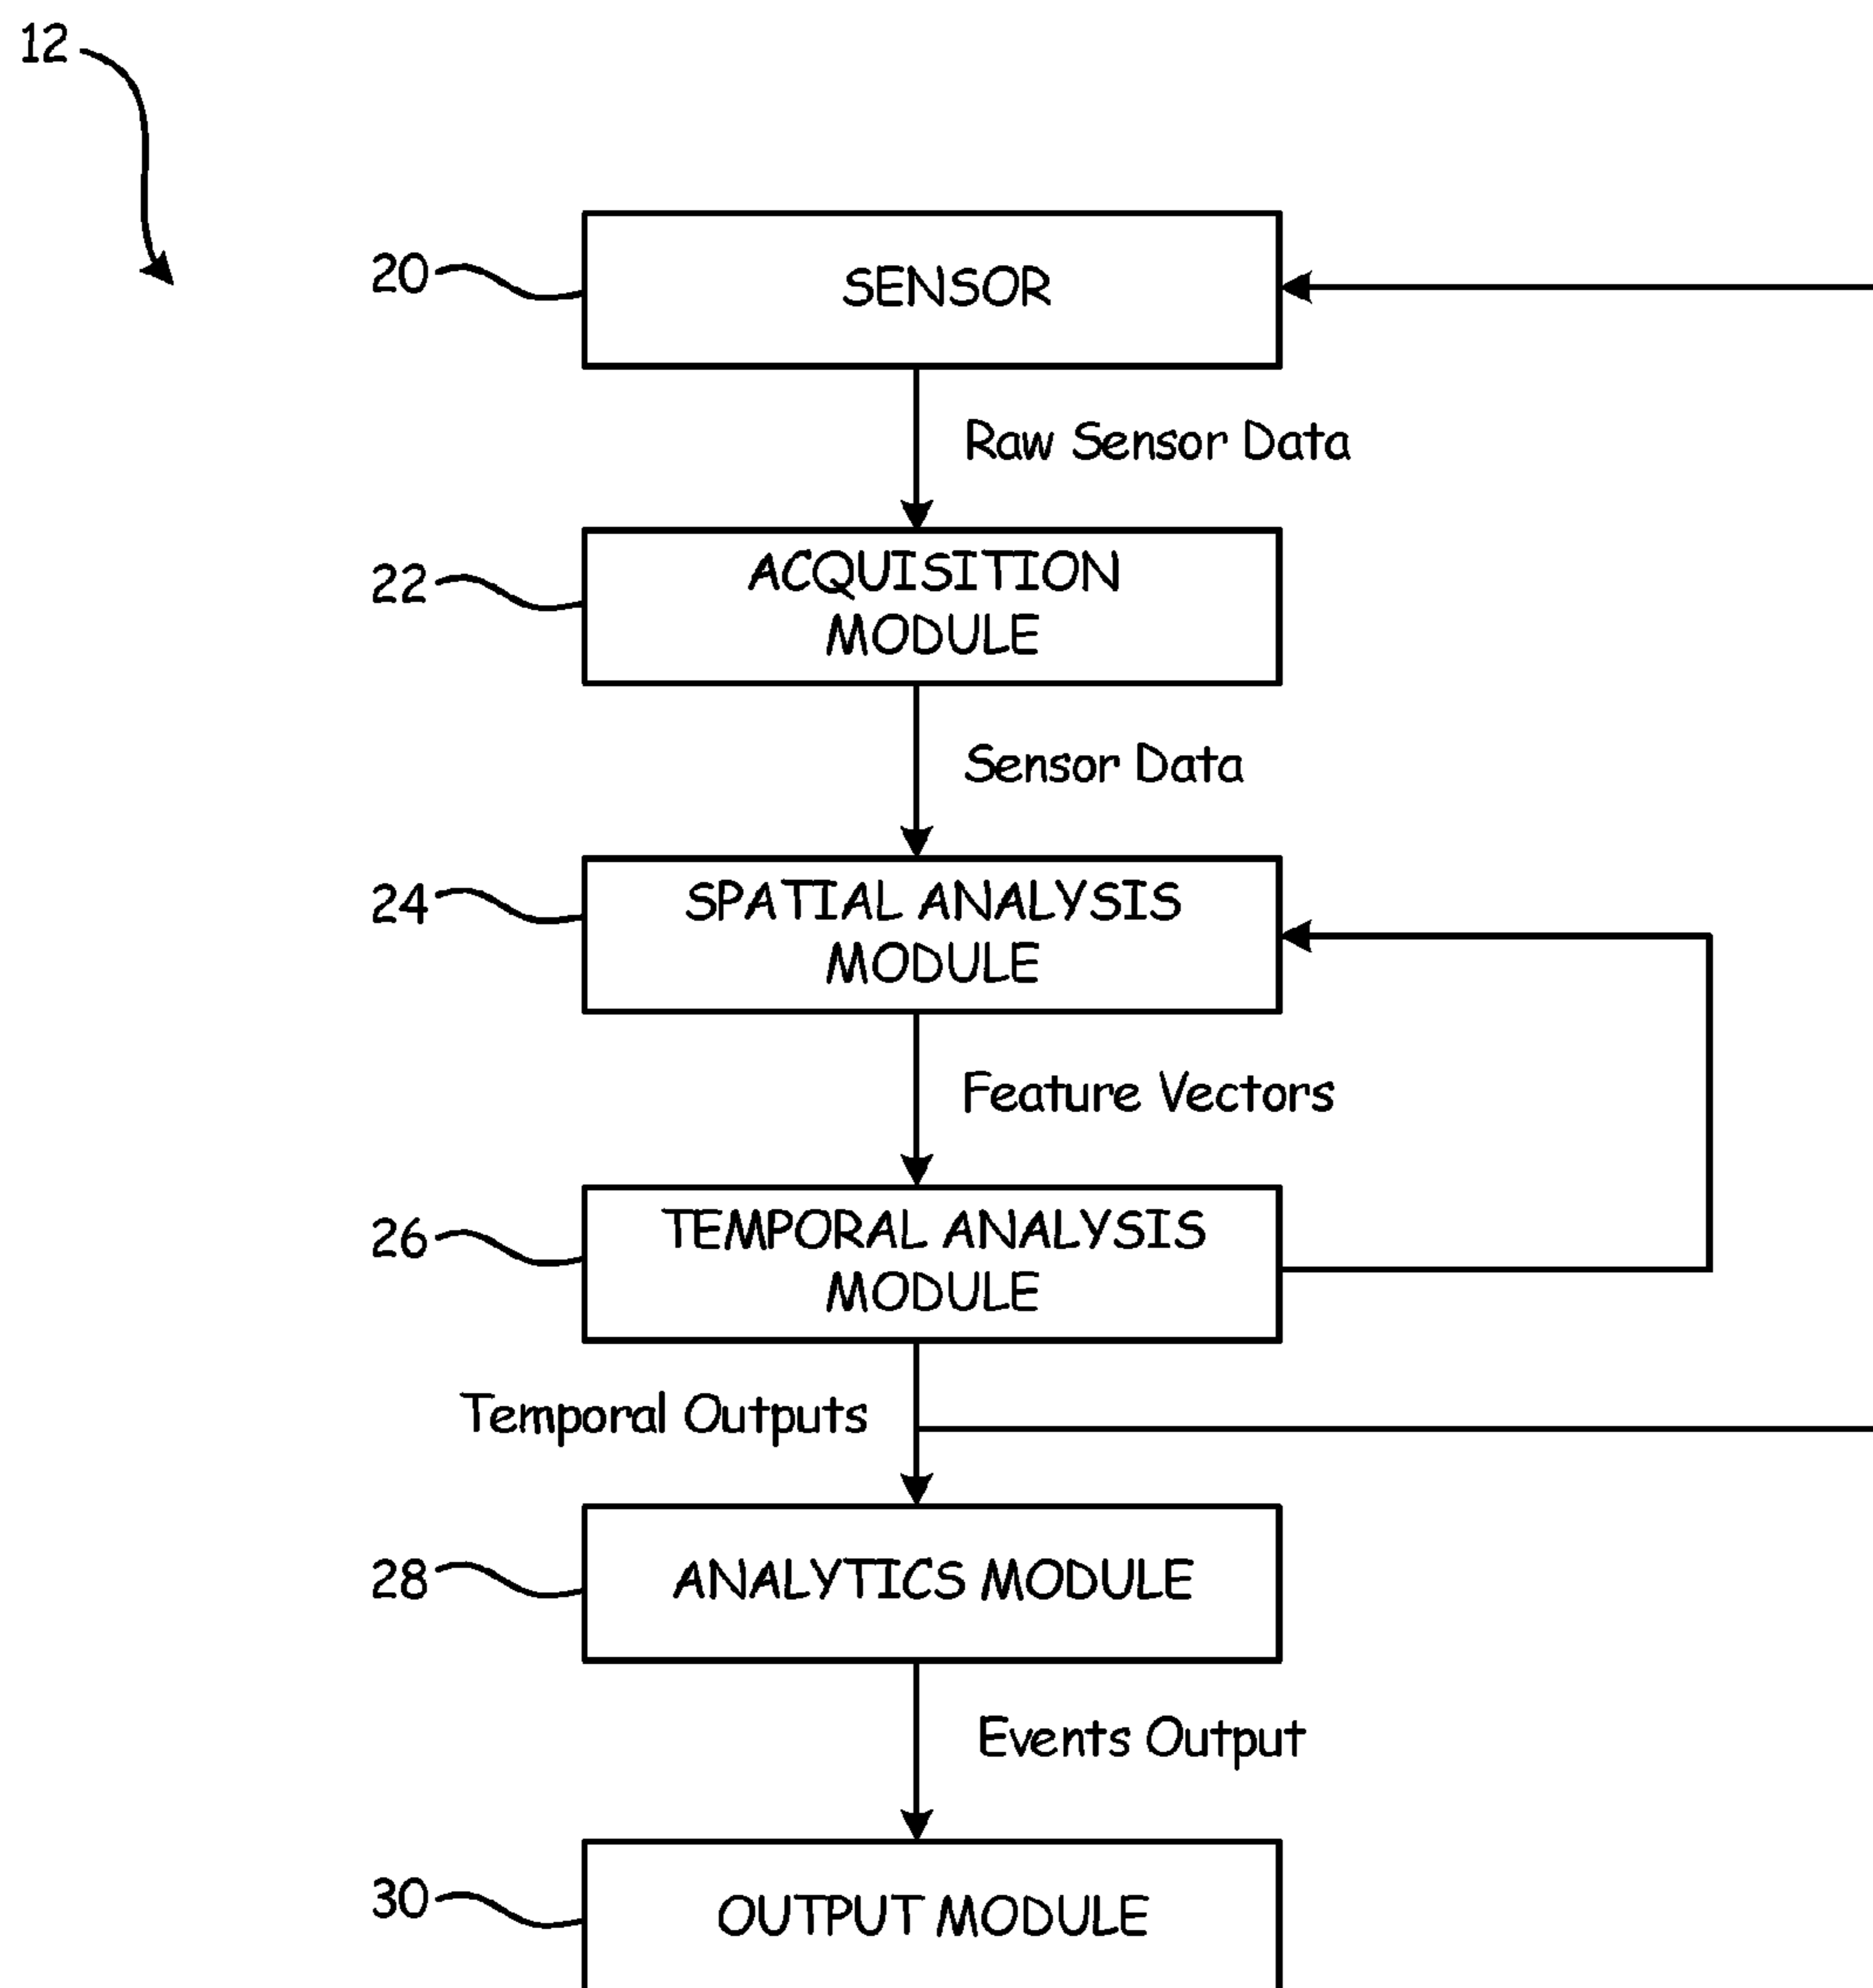 12
20
SENSOR
Raw Sensor Data
22
ACQUISITION
MODULE
Sensor Data
24
SPATIAL ANALYSIS
MODULE
Feature Vectors
26
TEMPORAL ANALYSIS
MODULE
Temporal Outputs
28
ANALYTICS MODULE
Events Output
30
OUTPUT MODULE